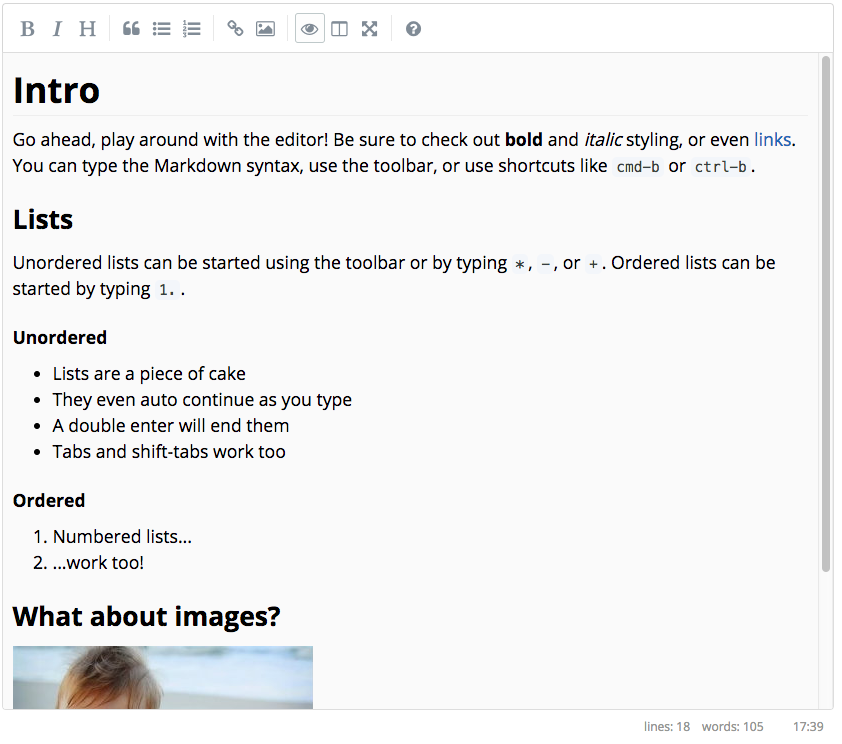 B I H
Intro
Go ahead, play around with the editor! Be sure to check out bold and italic styling, or even links.
You can type the Markdown syntax, use the toolbar, or use shortcuts like cmd-b or ctrl-b.
Lists
Unordered lists can be started using the toolbar or by typing *, -, or +. Ordered lists can be
started by typing 1. .
Unordered
• Lists are a piece of cake
• They even auto continue as you type
• A double enter will end them
• Tabs and shift-tabs work too
Ordered
1. Numbered lists...
2. ...work too!
What about images?
lines: 18 words: 105 17:39